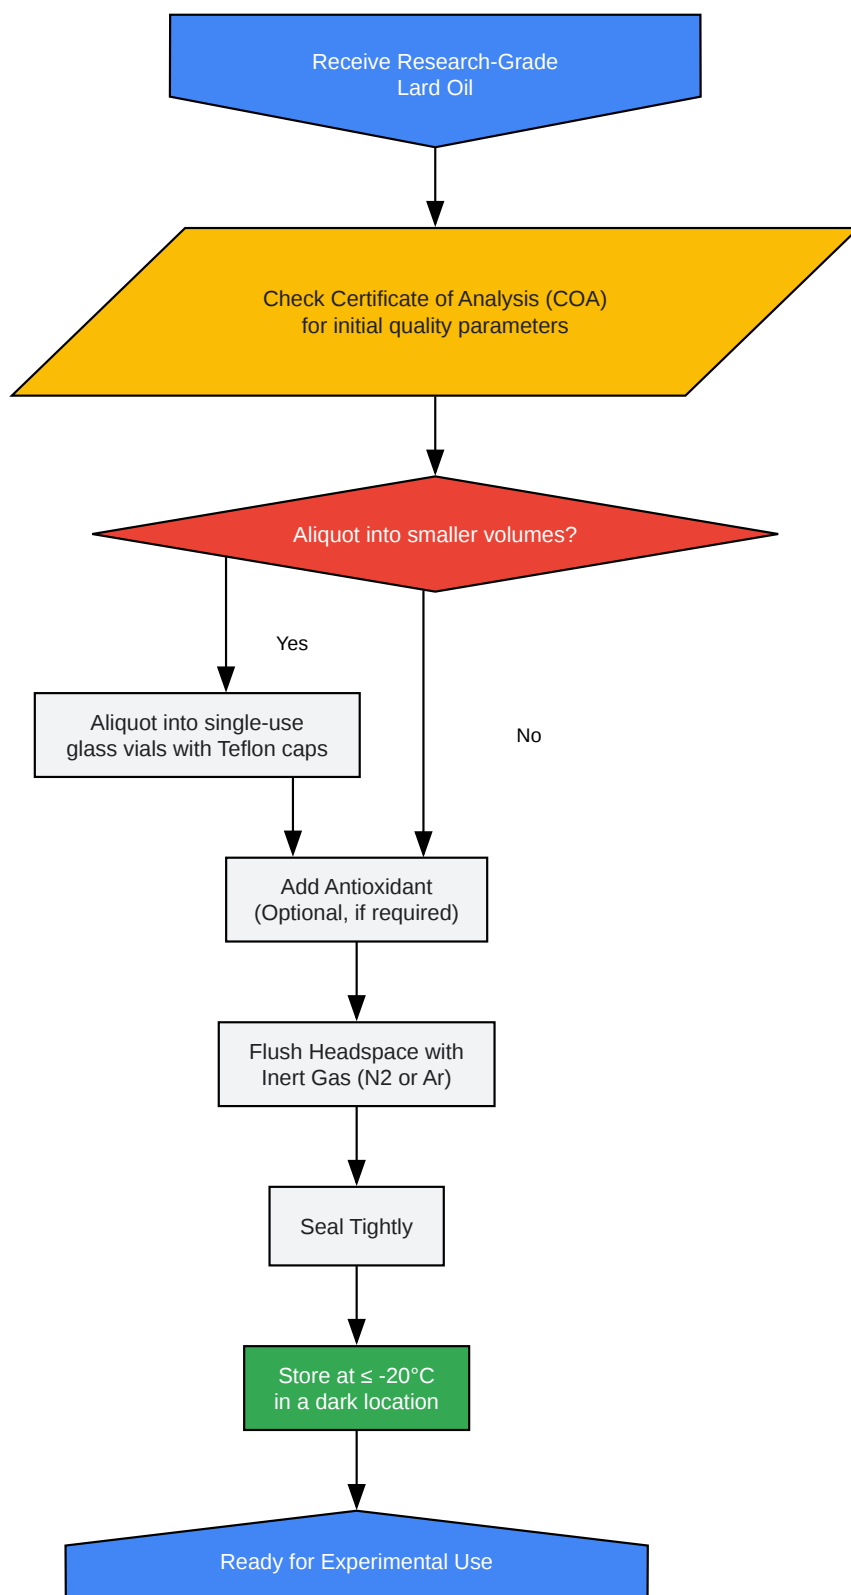 Receive Research-Grade
Lard Oil
Check Certificate of Analysis (COA)
for initial quality parameters
Aliquot into smaller volumes?
Yes
Aliquot into single-use
glass vials with Teflon caps
No
Add Antioxidant
(Optional, if required)
Flush Headspace with
Inert Gas (N2 or Ar)
Seal Tightly
Store at ≤ -20°C
in a dark location
Ready for Experimental Use